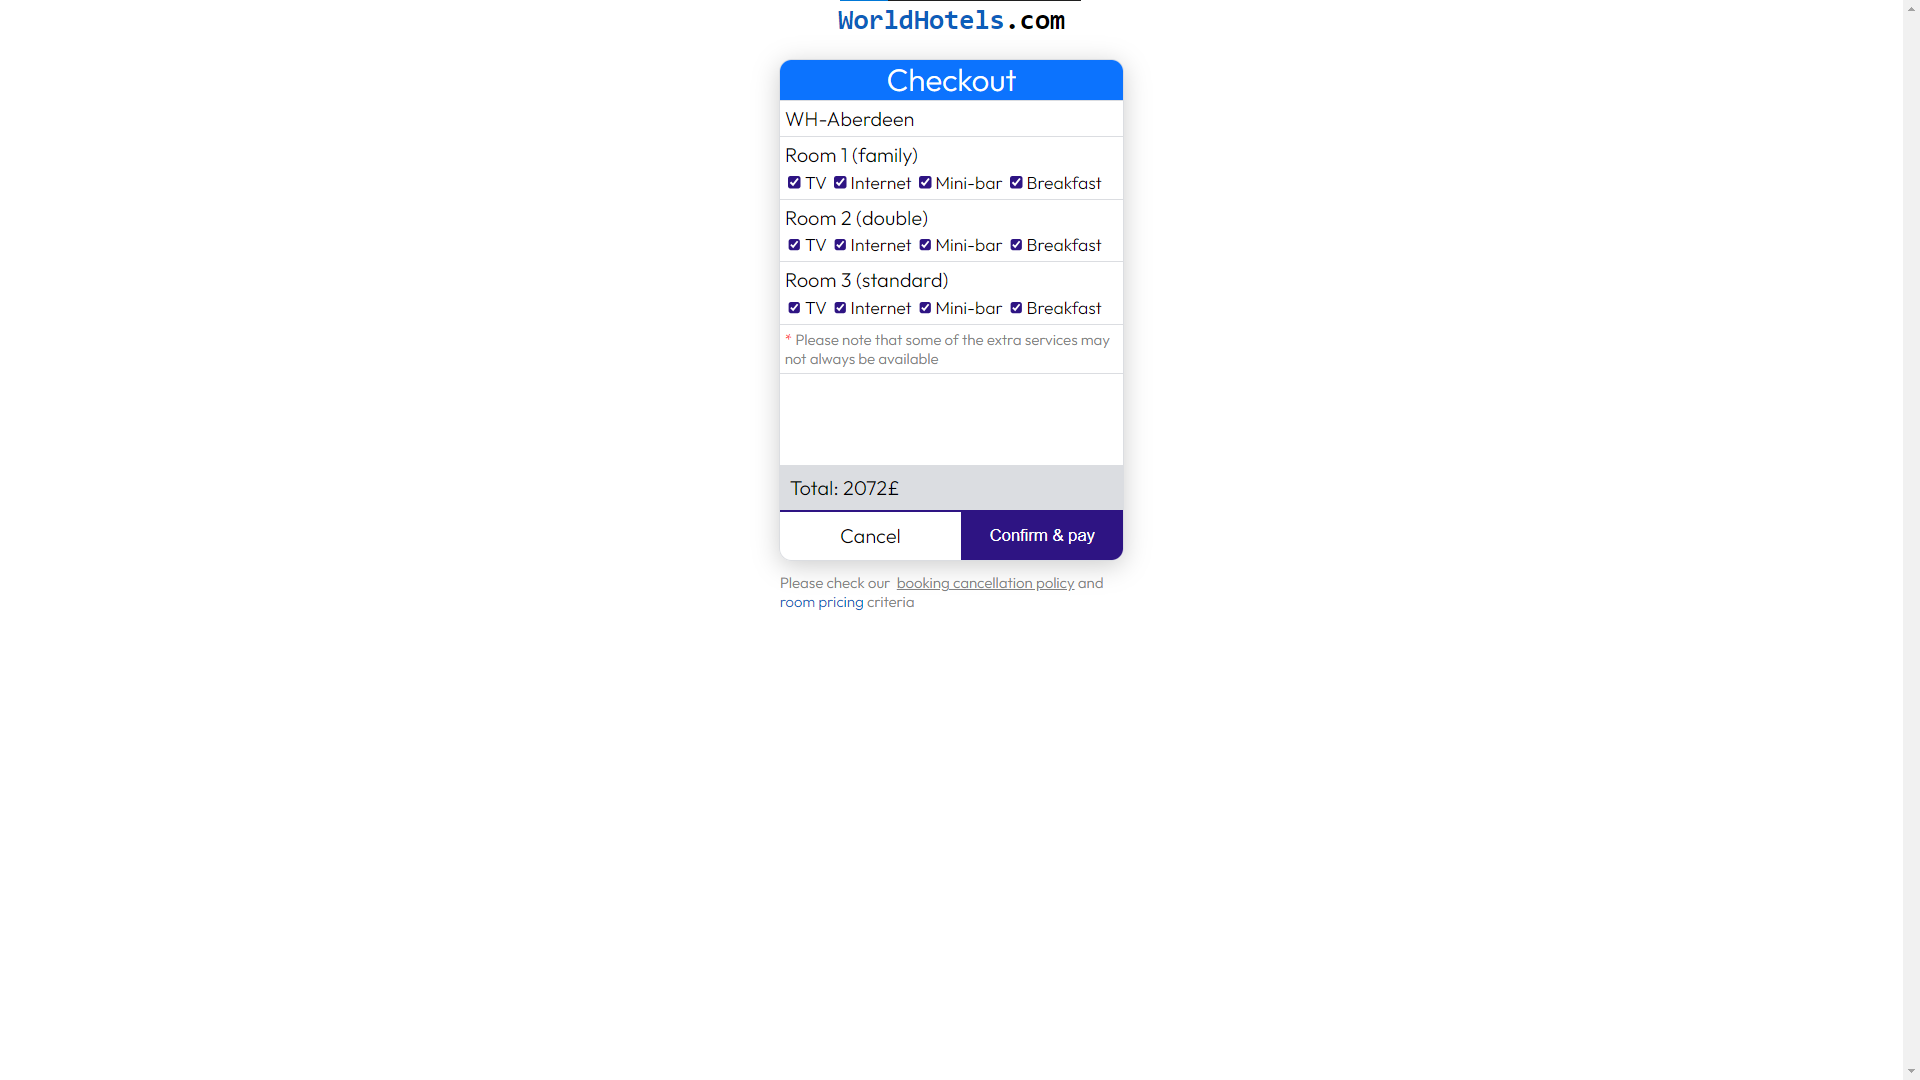 WorldHotels.com
Checkout
WH-Aberdeen
Room 1 (family)
TV Internet Mini-bar Breakfast
Room 2 (double)
TV Internet Mini-bar Breakfast
Room 3 (standard)
TV Internet Mini-bar Breakfast
* Please note that some of the extra services may
not always be available
Total: 2072£
Cancel Confirm & pay
Please check our booking cancellation policy and
room pricing criteria